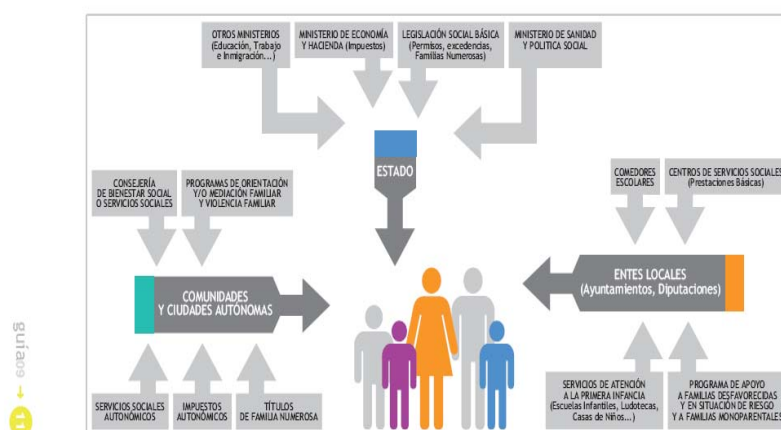 OTROS MINISTERIOS
(Educación, Trabajo
e Inmigración...)
MINISTERIO DE ECONOMÍA
Y HACIENDA (Impuestos)
LEGISLACIÓN SOCIAL BÁSICA
(Permisos, excedencias,
Familias Numerosas)
MINISTERIO DE SANIDAD
Y POLITICA SOCIAL
ESTADO
CONSEJERÍA
DE BIENESTAR SOCIAL
O SERVICIOS SOCIALES
PROGRAMAS DE ORIENTACIÓN
Y/O MEDIACIÓN FAMILIAR
Y VIOLENCIA FAMILIAR
COMEDORES
ESCOLARES
CENTROS DE SERVICIOS SOCIALES
(Prestaciones Básicas)
COMUNIDADES
Y CIUDADES AUTÓNOMAS
ENTES LOCALES
(Ayuntamientos, Diputaciones)
SERVICIOS SOCIALES
AUTONÓMICOS
IMPUESTOS
AUTONÓMICOS
TÍTULOS
DE FAMILIA NUMEROSA
SERVICIOS DE ATENCIÓN
A LA PRIMERA INFANCIA
(Escuelas Infantiles, Ludotecas,
Casas de Niños...)
PROGRAMA DE APOYO
A FAMILIAS DESFAVORECIDAS
Y EN SITUACIÓN DE RIESGO
Y A FAMILIAS MONOPARENTALES
guía09 → 11